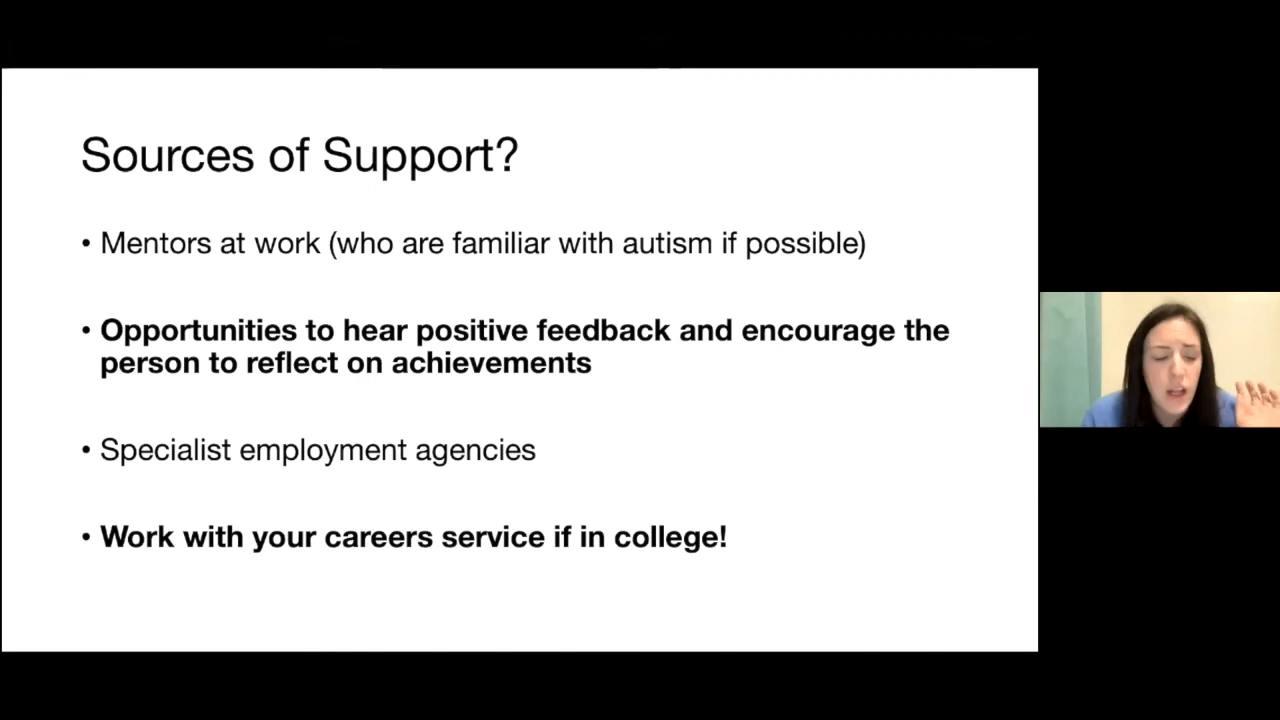 Sources of Support?
• Mentors at work (who are familiar with autism if possible)
• Opportunities to hear positive feedback and encourage the
person to reflect on achievements
• Specialist employment agencies
• Work with your careers service if in college!